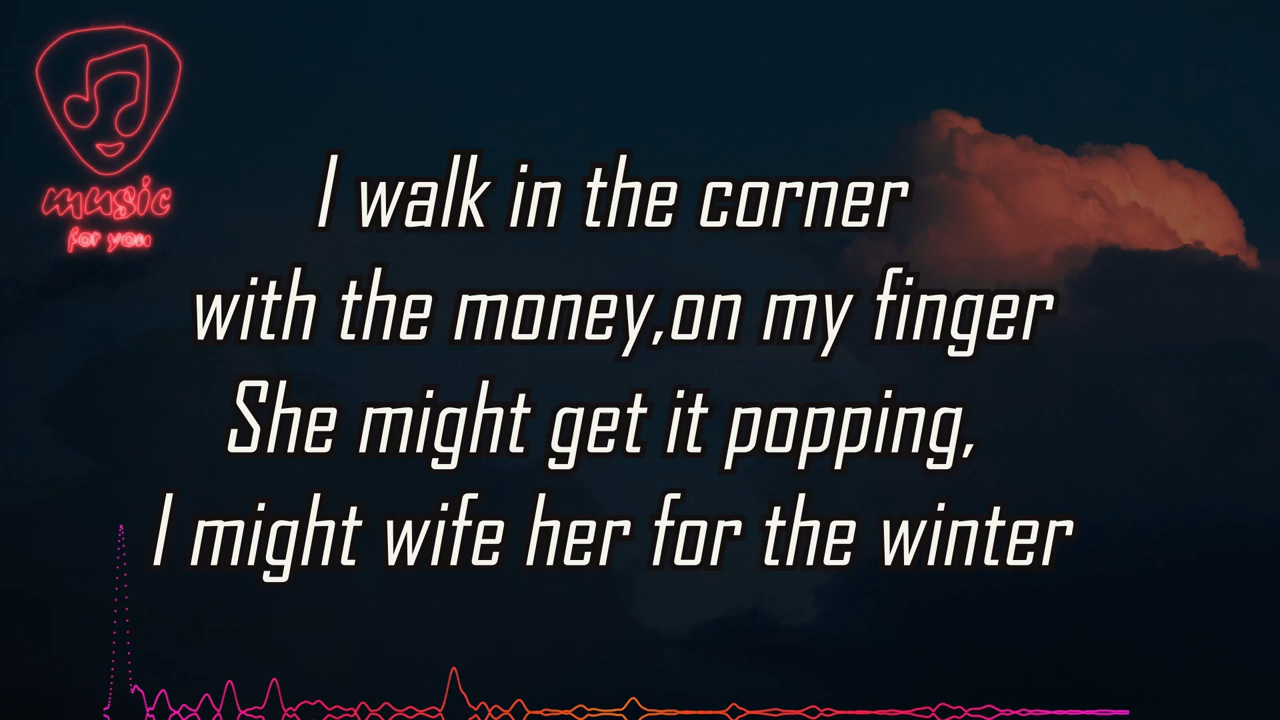 music
for you
I walk in the corner
with the money,on my finger
She might get it popping,
I might wife her for the winter